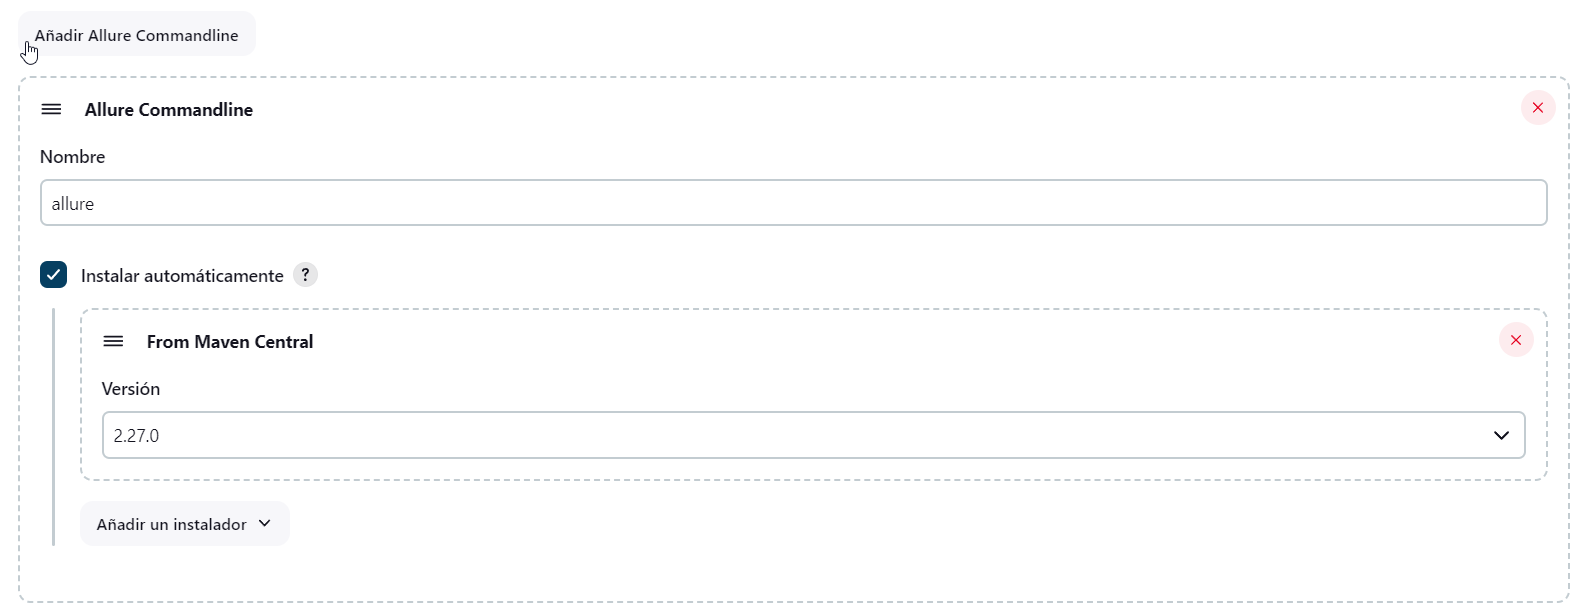 Añadir Allure Commandline
Allure Commandline
Nombre
allure
Instalar automáticamente ?
From Maven Central
Versión
2.27.0
Añadir un instalador